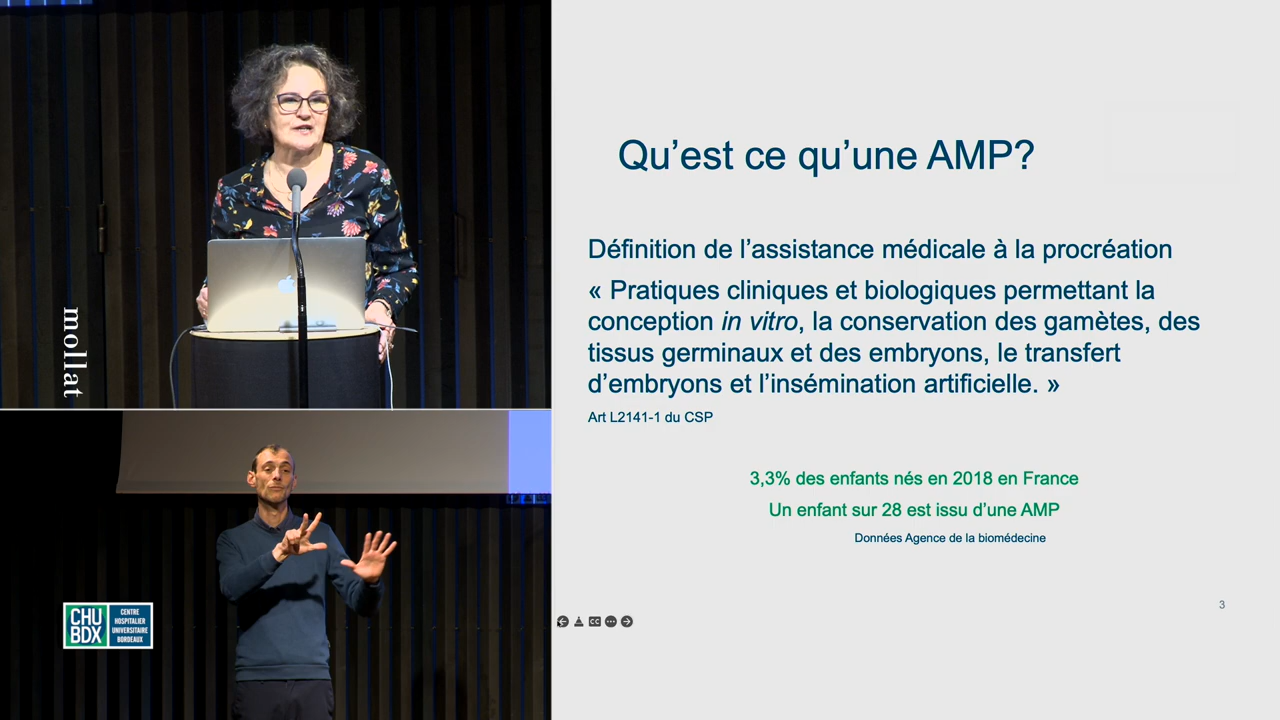 mollat
CHU
BDX
CENTRE
HOSPITALIER
UNIVERSITAIRE
BORDEAUX
Qu’est ce qu’une AMP?
Définition de l’assistance médicale à la procréation
« Pratiques cliniques et biologiques permettant la
conception in vitro, la conservation des gamètes, des
tissus germinaux et des embryons, le transfert
d’embryons et l’insémination artificielle. »
Art L2141-1 du CSP
3,3% des enfants nés en 2018 en France
Un enfant sur 28 est issu d’une AMP
Données Agence de la biomédecine
3
CC